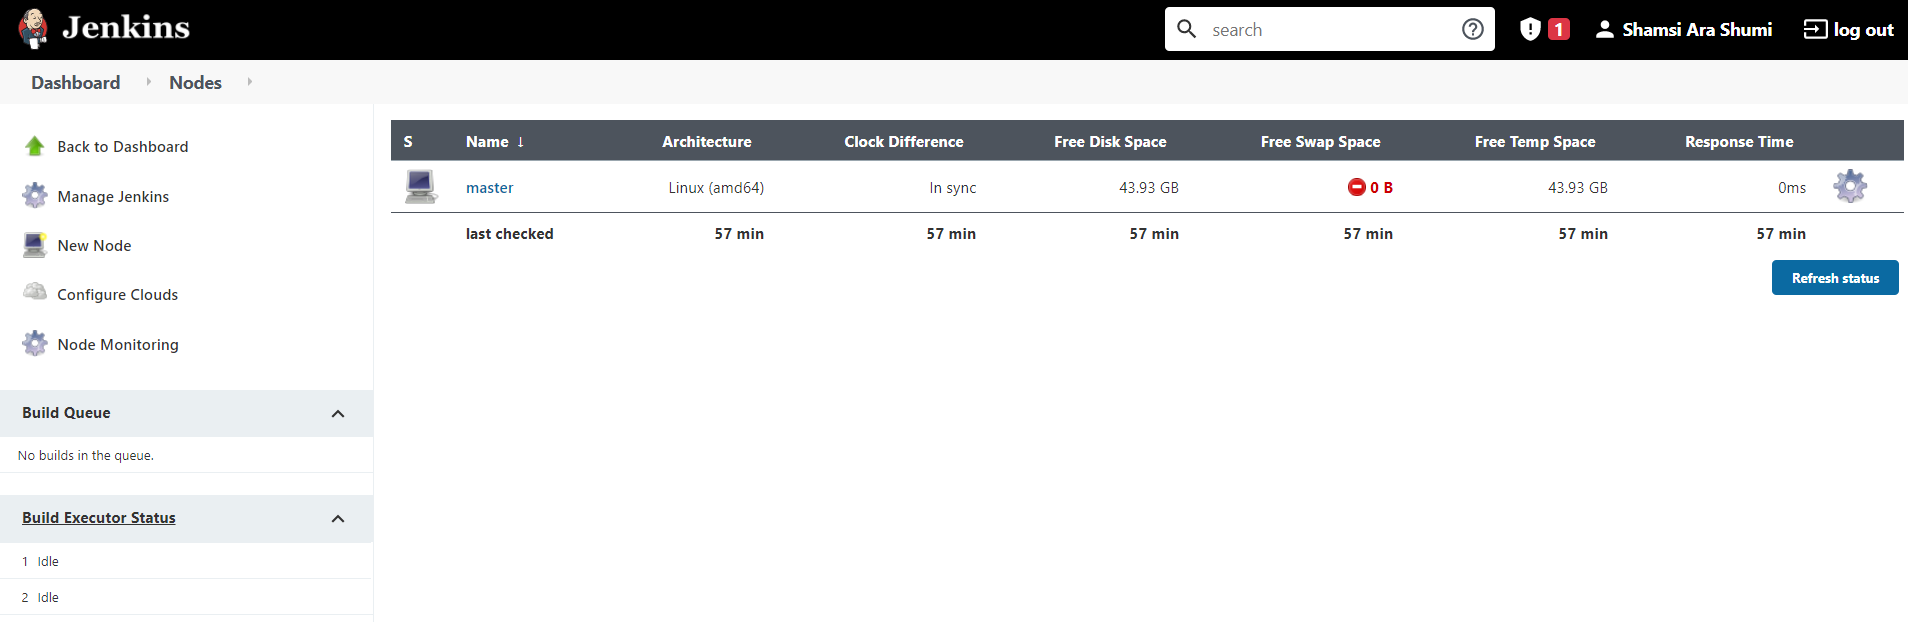 Jenkins
search
1
Shamsi Ara Shumi
log out
Dashboard
Nodes
Back to Dashboard
Manage Jenkins
New Node
Configure Clouds
Node Monitoring
Build Queue
No builds in the queue.
Build Executor Status
1 Idle
2 Idle
S Name ↓ Architecture Clock Difference Free Disk Space Free Swap Space Free Temp Space Response Time
master Linux (amd64) In sync 43.93 GB 0 B 43.93 GB 0ms
last checked 57 min 57 min 57 min 57 min 57 min 57 min
Refresh status